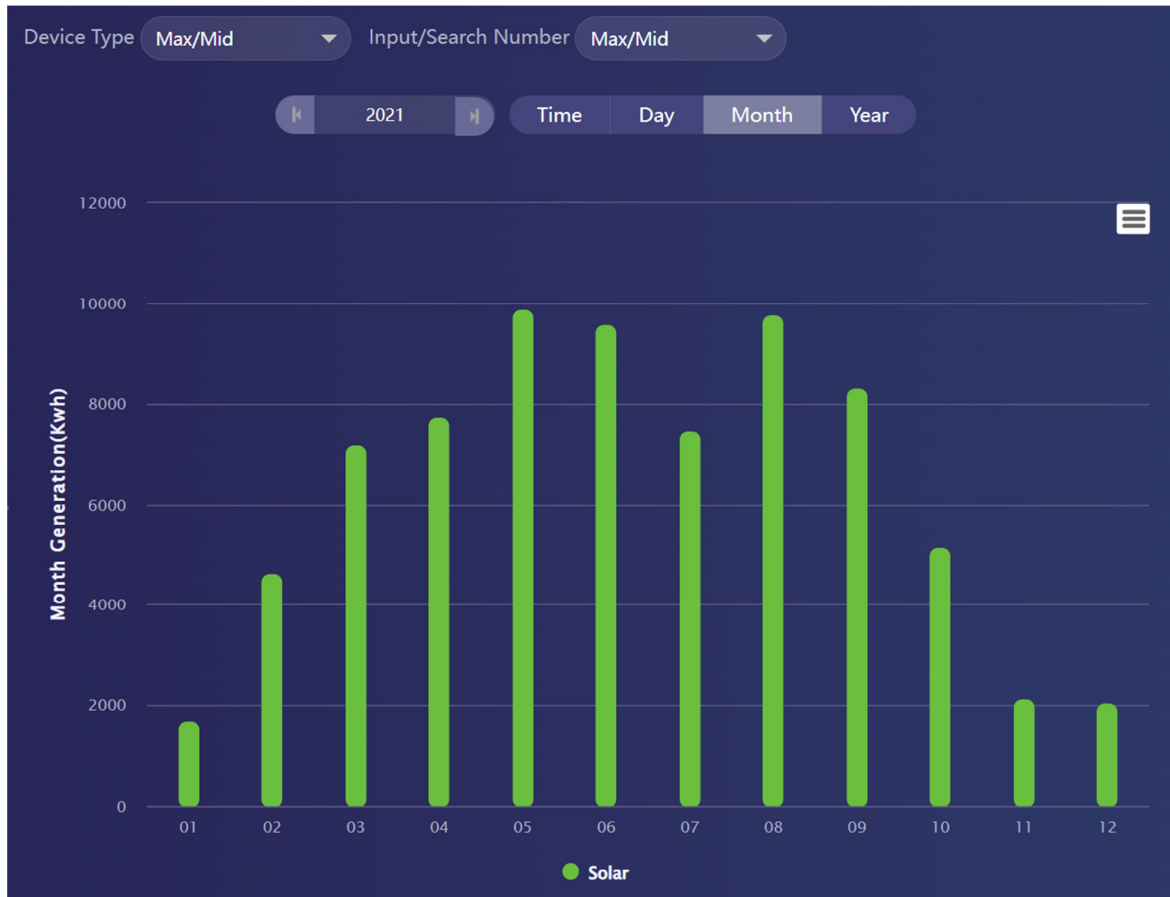 Device Type Max/Mid Input/Search Number Max/Mid
2021 Time Day Month Year
12000
10000
8000
6000
4000
2000
0
Month Generation(Kwh)
01 02 03 04 05 06 07 08 09 10 11 12
Solar